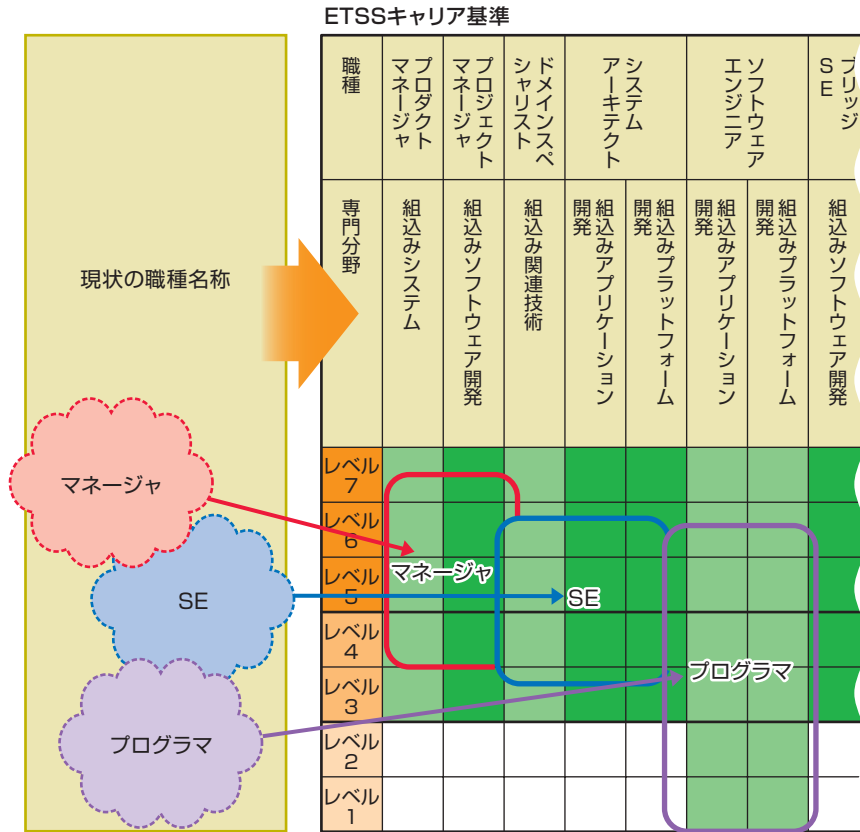 ETSSキャリア基準
職種
プロダクト
マネージャ
プロジェクト
マネージャ
ドメインスペ
シャリスト
システム
アーキテクト
ソフトウェア
エンジニア
ブリッジ
SE
専門分野
組込みシステム
組込みソフトウェア開発
組込み関連技術
組込みアプリケーション
開発
組込みプラットフォーム
開発
組込みアプリケーション
開発
組込みプラットフォーム
開発
組込みソフトウェア開発
現状の職種名称
マネージャ
SE
プログラマ
レベル
7
レベル
6
レベル
5
レベル
4
レベル
3
レベル
2
レベル
1
マネージャ
SE
プログラマ